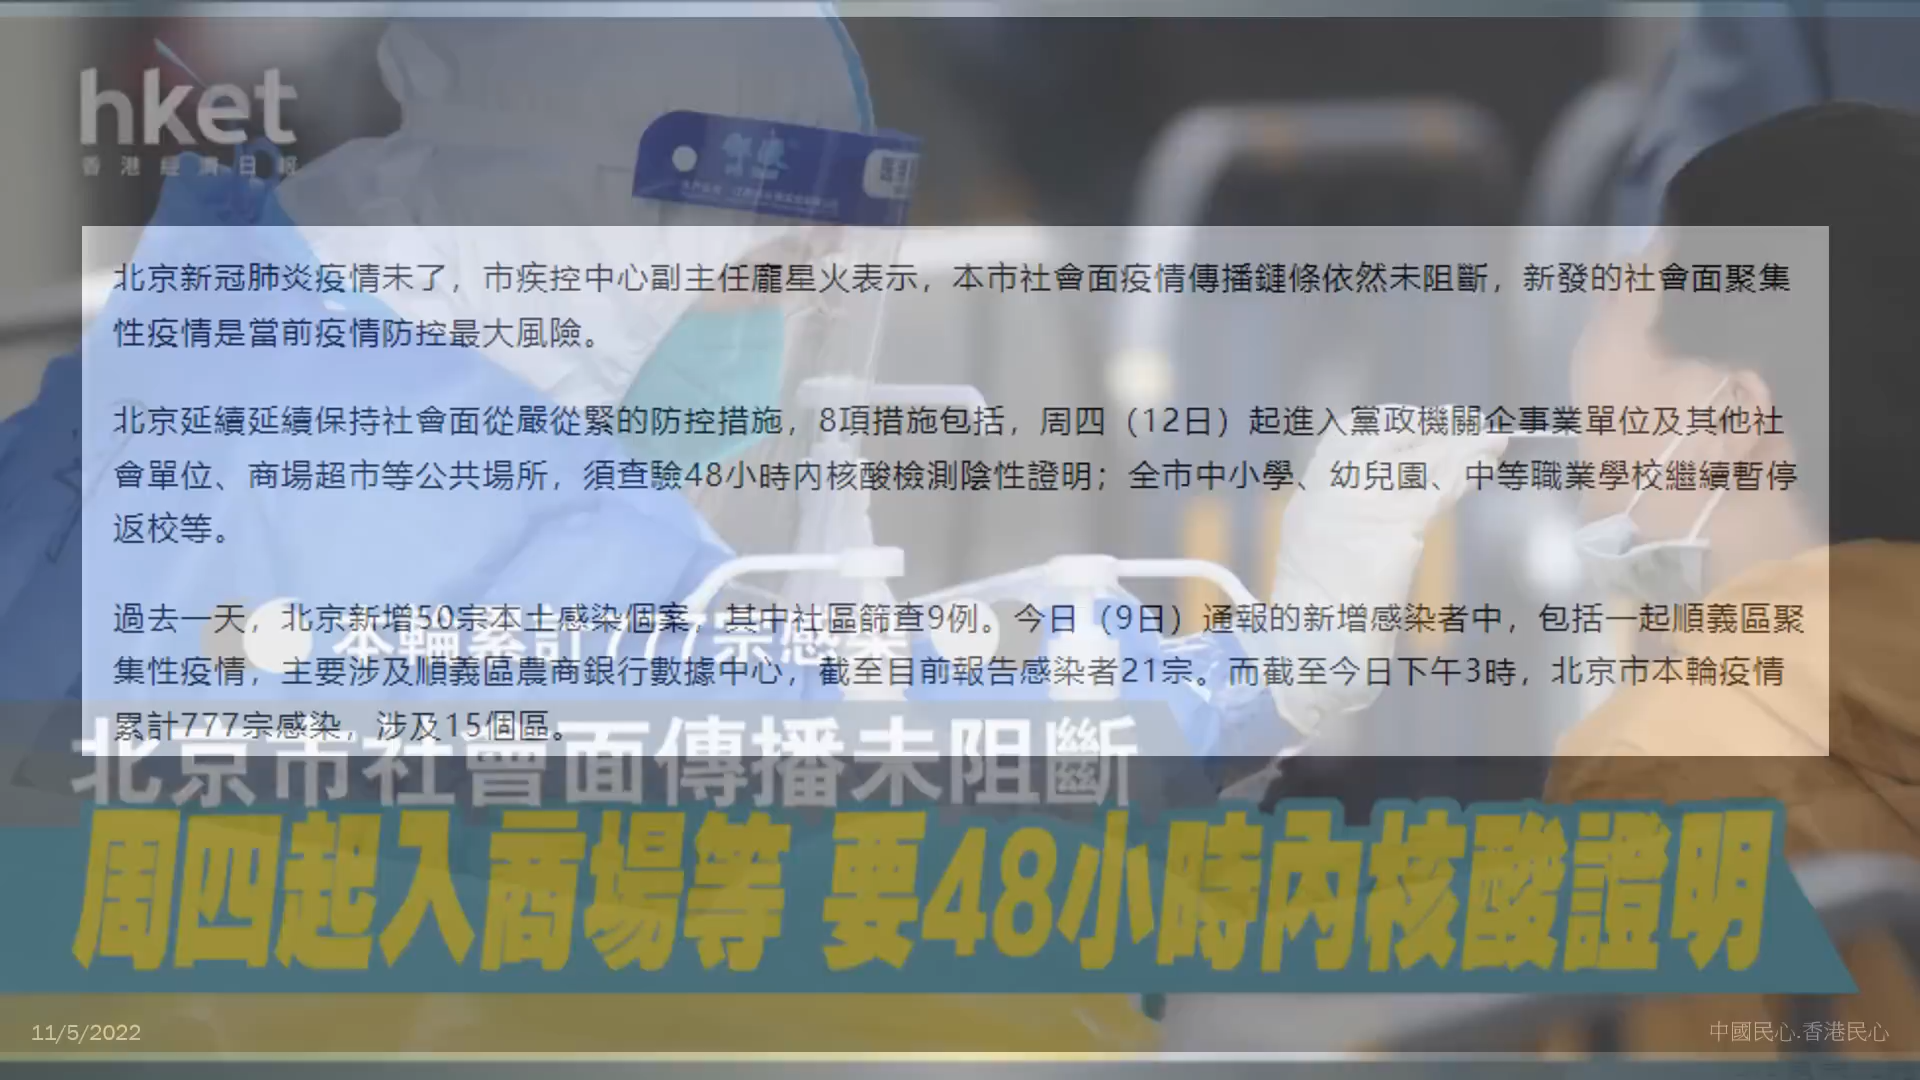 hket
香港經濟日報
北京新冠肺炎疫情未了，市疾控中心副主任龐星火表示，本市社會面疫情傳播鏈條依然未阻斷，新發的社會面聚集
性疫情是當前疫情防控最大風險。
北京延續延續保持社會面從嚴從緊的防控措施，8項措施包括，周四（12日）起進入黨政機關企事業單位及其他社
會單位、商場超市等公共場所，須查驗48小時內核酸檢測陰性證明；全市中小學、幼兒園、中等職業學校繼續暫停
返校等。
過去一天，北京新增50宗本土感染個案，其中社區篩查9例。今日（9日）通報的新增感染者中，包括一起順義區聚
集性疫情，主要涉及順義區農商銀行數據中心，截至目前報告感染者21宗。而截至今日下午3時，北京市本輪疫情
累計777宗感染，涉及15個區。
本輪累計777宗感染
北京市社會面傳播未阻斷
周四起入商場等 要48小時內核酸證明
11/5/2022
中國民心.香港民心